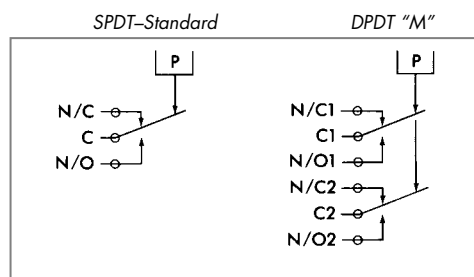 SPDT–Standard
P
N/C
C
N/O
DPDT “M”
P
N/C1
C1
N/O1
N/C2
C2
N/O2